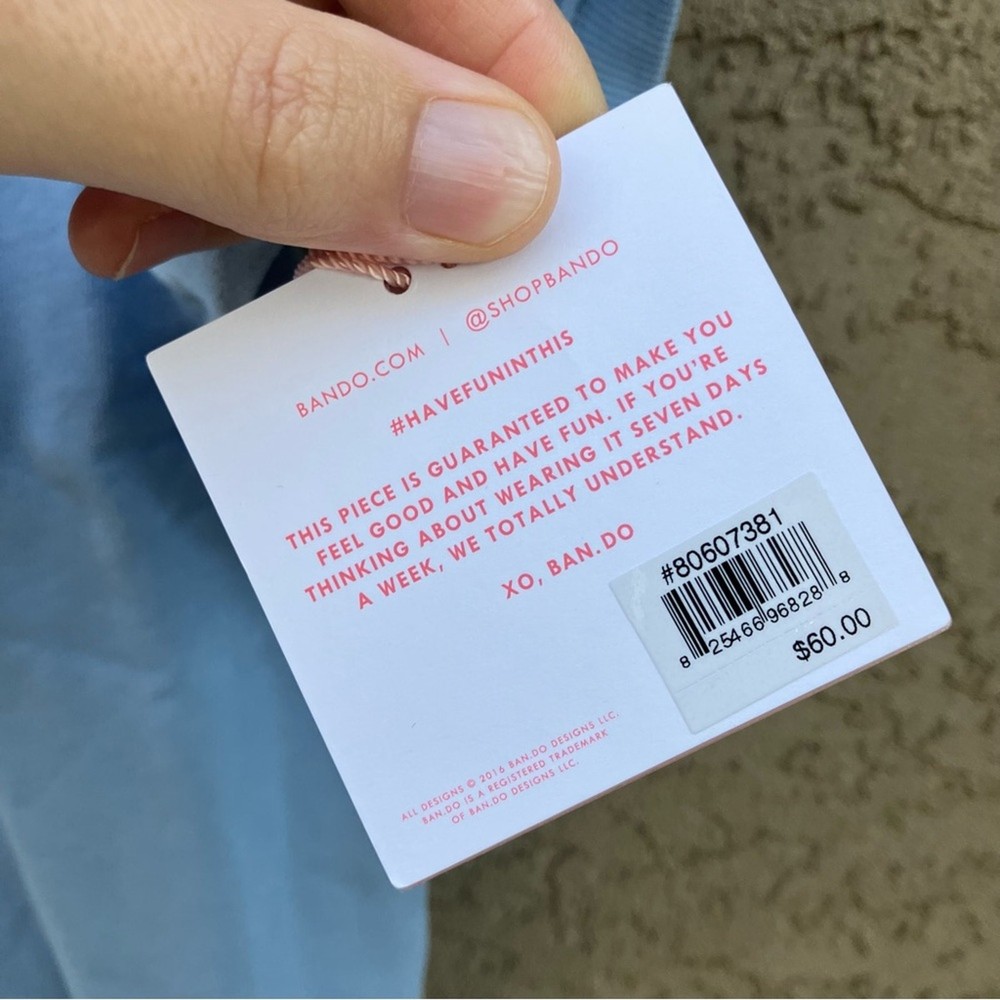 BANDO.COM | @SHOPBANDO
#HAVEFUNINTHIS
THIS PIECE IS GUARANTEED TO MAKE YOU
FEEL GOOD AND HAVE FUN. IF YOU'RE
THINKING ABOUT WEARING IT SEVEN DAYS
A WEEK, WE TOTALLY UNDERSTAND.
XO, BAN.DO
#80607381
8 25466 96828 8
$60.00
ALL DESIGNS © 2016 BAN.DO DESIGNS LLC.
BAN.DO IS A REGISTERED TRADEMARK
OF BAN.DO DESIGNS LLC.